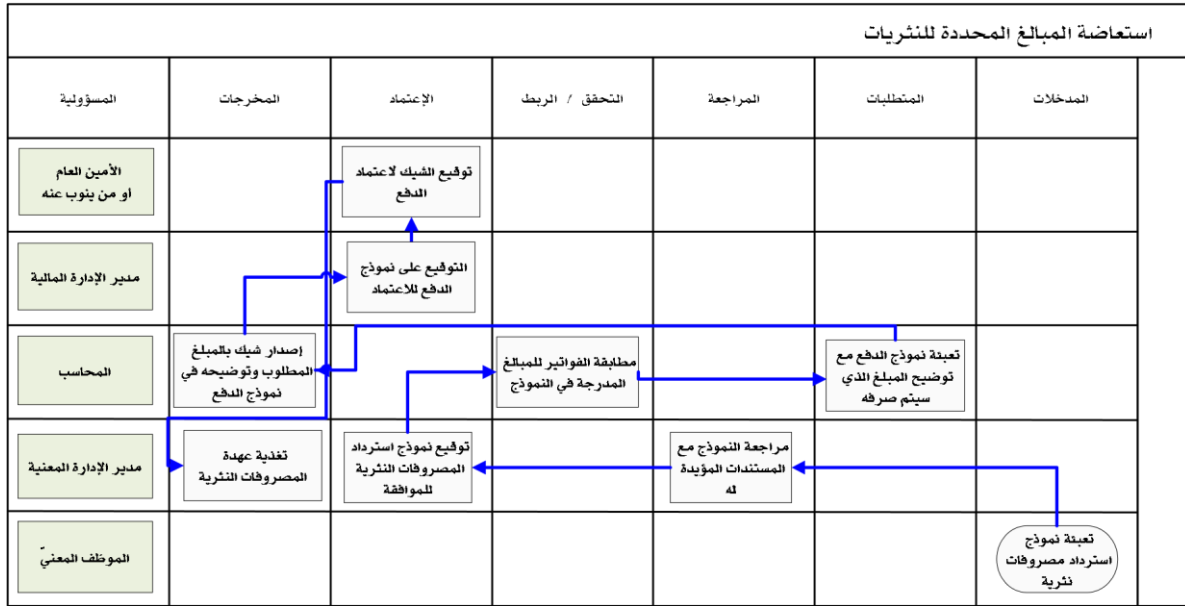 استعاضة المبالغ المحددة للنثريات
المدخلات
المتطلبات
المراجعة
التحقق / الربط
الإعتماد
المخرجات
المسؤولية
توقيع الشيك لاعتماد
الدفع
الأمين العام
او من ينوب عنه
التوقيع على نموذج
الدفع للاعتماد
مدير الإدارة المالية
تعبئة نموذج الدفع مع
توضيح المبلغ الذي
سيتم صرفه
مطابقة الفواتير للمبالغ
المدرجة في النموذج
إصدار شيك بالمبلغ
المطلوب وتوضيحه في
نموذج الدفع
المحاسب
مراجعة النموذج مع
المستندات المؤيدة
له
توقيع نموذج استرداد
المصروفات النثرية
للموافقة
تغذية عهدة
المصروفات النثرية
مدير الإدارة المعنية
تعبئة نموذج
استرداد مصروفات
نثرية
الموظف المعنيّ